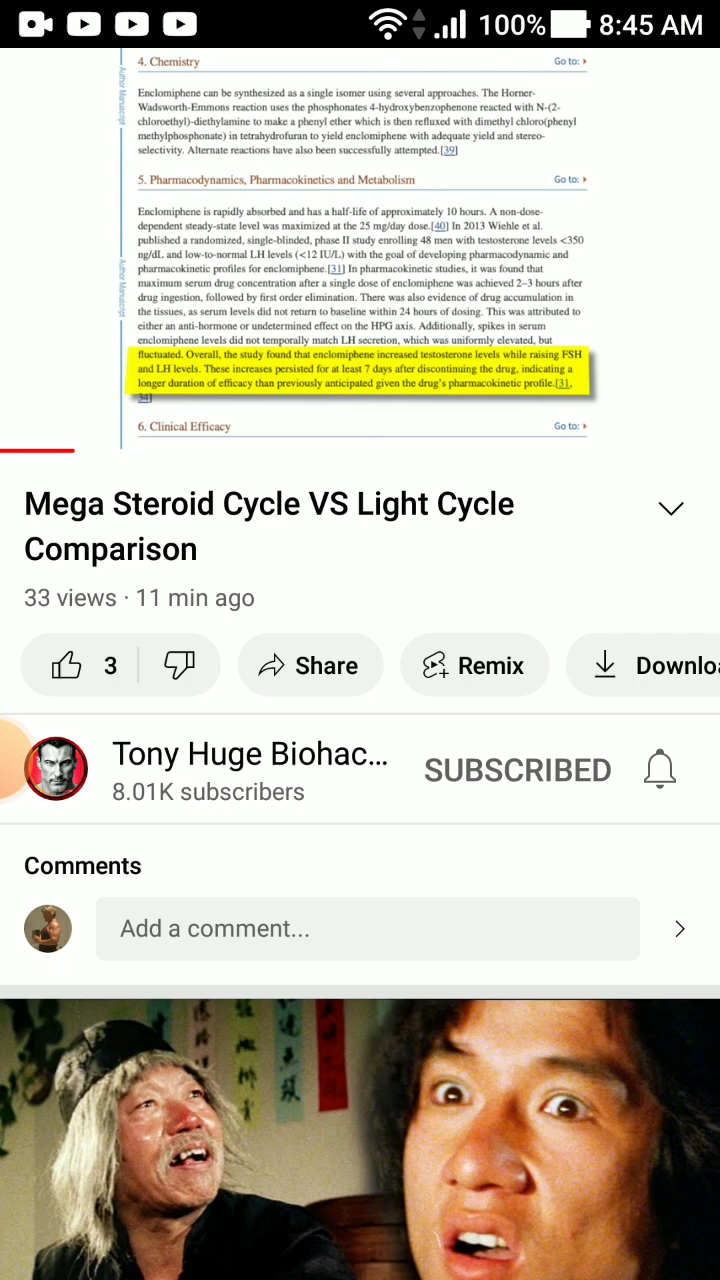 100%
8:45 AM
4. Chemistry
Go to:
Enclomiphene can be synthesized as a single isomer using several approaches. The Horner-
Wadsworth-Emmons reaction uses the phosphonates 4-hydroxybenzophenone reacted with N-(2-
chloroethyl)-diethylamine to make a phenyl ether which is then refluxed with dimethyl chloro(phenyl
methylphosphonate) in tetrahydrofuran to yield enclomiphene with adequate yield and stereo-
selectivity. Alternate reactions have also been successfully attempted.[39]
5. Pharmacodynamics, Pharmacokinetics and Metabolism
Go to:
Enclomiphene is rapidly absorbed and has a half-life of approximately 10 hours. A non-dose-
dependent steady-state level was maximized at the 25 mg/day dose.[40] In 2013 Wiehle et al.
published a randomized, single-blinded, phase II study enrolling 48 men with testosterone levels <350
ng/dL and low-to-normal LH levels (<12 IU/L) with the goal of developing pharmacodynamic and
pharmacokinetic profiles for enclomiphene.[31] In pharmacokinetic studies, it was found that
maximum serum drug concentration after a single dose of enclomiphene was achieved 2–3 hours after
drug ingestion, followed by first order elimination. There was also evidence of drug accumulation in
the tissues, as serum levels did not return to baseline within 24 hours of dosing. This was attributed to
either an anti-hormone or undetermined effect on the HPG axis. Additionally, spikes in serum
enclomiphene levels did not temporally match LH secretion, which was uniformly elevated, but
fluctuated. Overall, the study found that enclomiphene increased testosterone levels while raising FSH
and LH levels. These increases persisted for at least 7 days after discontinuing the drug, indicating a
longer duration of efficacy than previously anticipated given the drug's pharmacokinetic profile.[31,
34]
6. Clinical Efficacy
Go to:
Author Manuscript
Author Manuscript
Mega Steroid Cycle VS Light Cycle
Comparison
33 views · 11 min ago
3
Share
Remix
Downloa
Tony Huge Biohac...
SUBSCRIBED
8.01K subscribers
Comments
Add a comment...